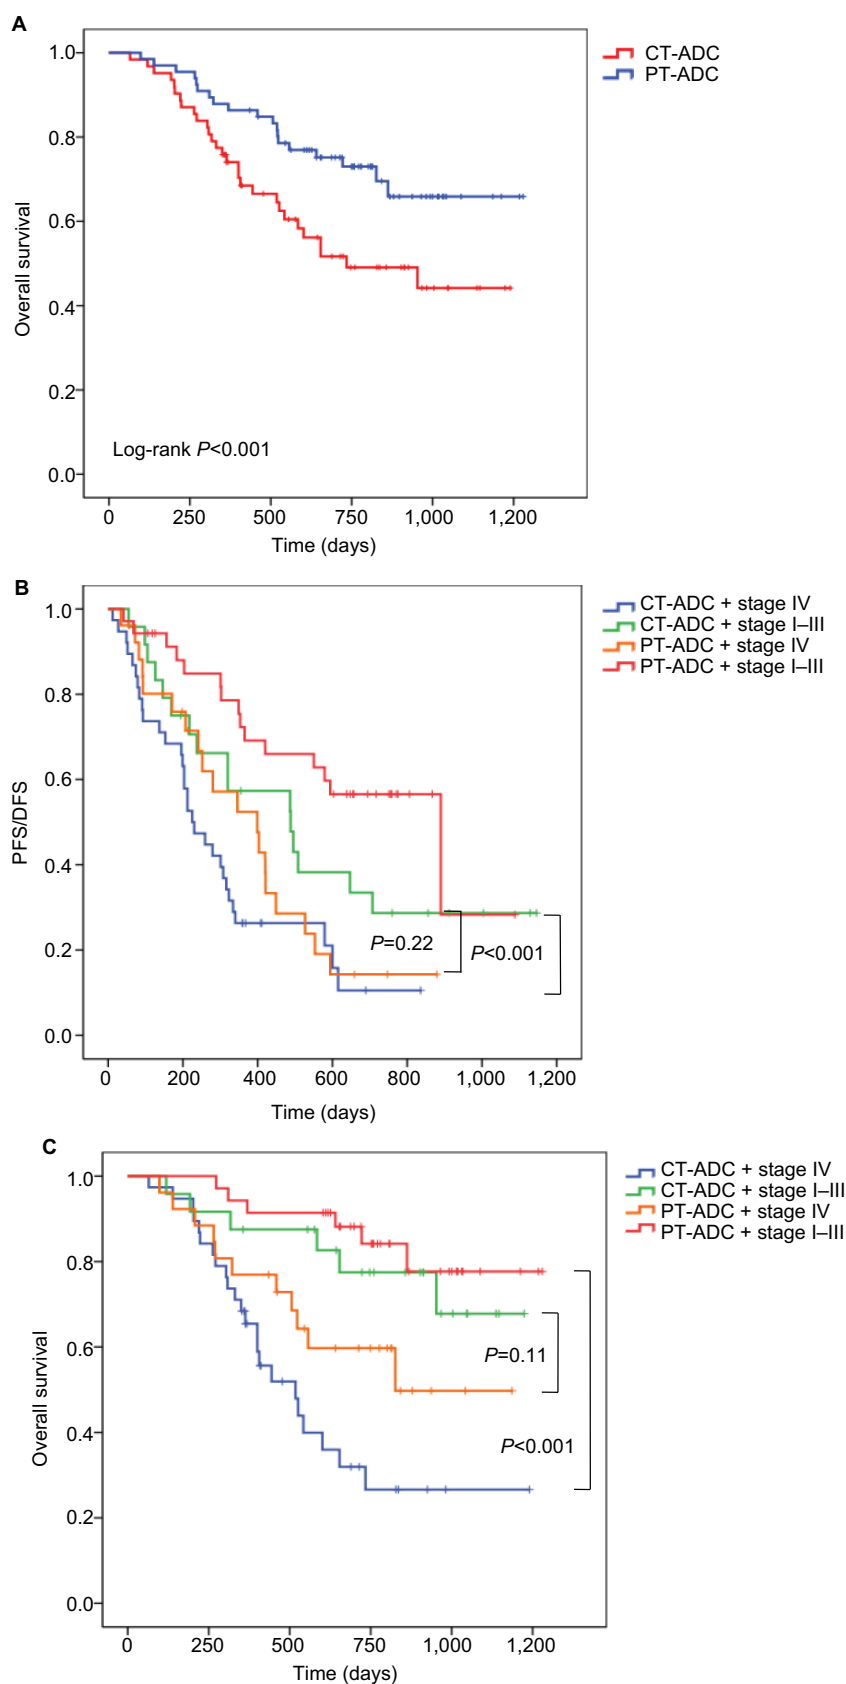 A
1.0
0.8
0.6
0.4
0.2
0.0
Overall survival
Log-rank P<0.001
0 250 500 750 1,000 1,200
Time (days)
CT-ADC
PT-ADC
B
1.0
0.8
0.6
0.4
0.2
0.0
PFS/DFS
P=0.22
P<0.001
0 200 400 600 800 1,000 1,200
Time (days)
CT-ADC + stage IV
CT-ADC + stage I–III
PT-ADC + stage IV
PT-ADC + stage I–III
C
1.0
0.8
0.6
0.4
0.2
0.0
Overall survival
P=0.11
P<0.001
0 250 500 750 1,000 1,200
Time (days)
CT-ADC + stage IV
CT-ADC + stage I–III
PT-ADC + stage IV
PT-ADC + stage I–III